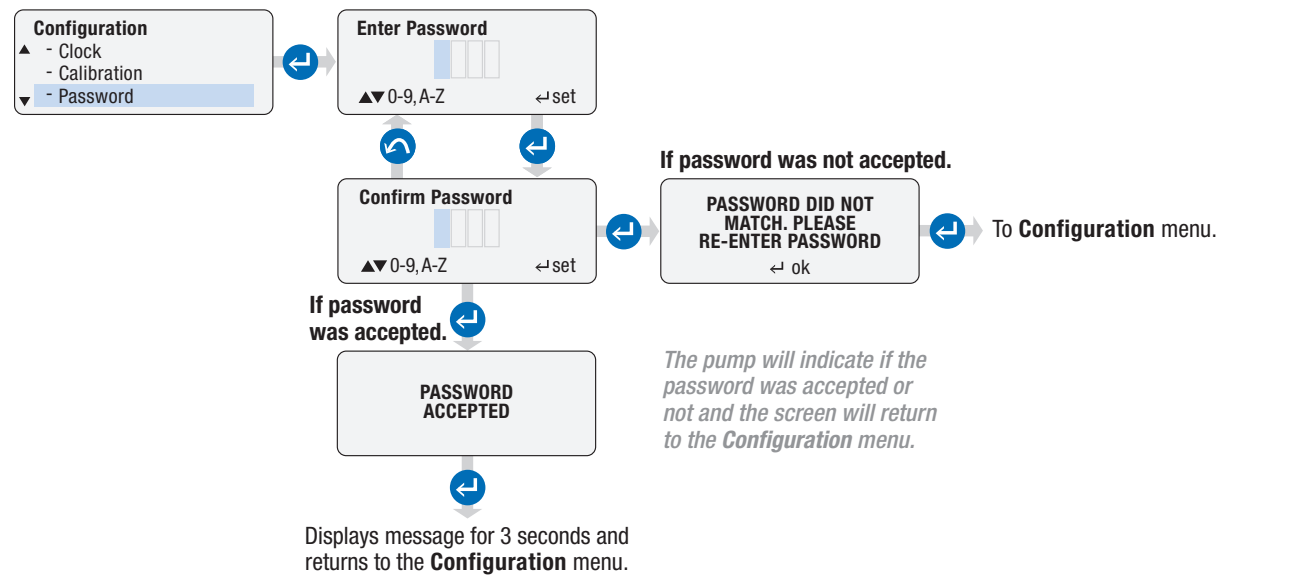 Configuration
▲ - Clock
- Calibration
▼ - Password
Enter Password
▲▼ 0-9, A-Z ↵ set
Confirm Password
▲▼ 0-9, A-Z ↵ set
If password was not accepted.
PASSWORD DID NOT
MATCH. PLEASE
RE-ENTER PASSWORD
↵ ok
To Configuration menu.
If password
was accepted.
PASSWORD
ACCEPTED
The pump will indicate if the
password was accepted or
not and the screen will return
to the Configuration menu.
Displays message for 3 seconds and
returns to the Configuration menu.